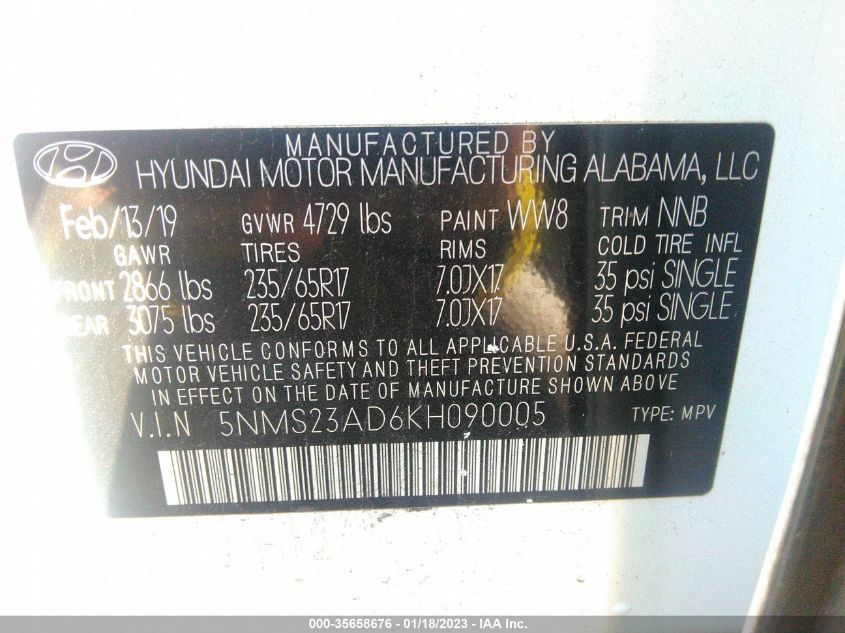 MANUFACTURED BY
HYUNDAI MOTOR MANUFACTURING ALABAMA, LLC
Feb/13/19 GVWR 4729 lbs PAINT WW8 TRIM NNB
GAWR TIRES RIMS COLD TIRE INFL
FRONT 2866 lbs 235/65R17 7.0JX17 35 psi SINGLE
REAR 3075 lbs 235/65R17 7.0JX17 35 psi SINGLE
THIS VEHICLE CONFORMS TO ALL APPLICABLE U.S.A. FEDERAL
MOTOR VEHICLE SAFETY AND THEFT PREVENTION STANDARDS
IN EFFECT ON THE DATE OF MANUFACTURE SHOWN ABOVE.
V.I.N 5NMS23AD6KH090005 TYPE: MPV
000-35658676 - 01/18/2023 - IAA Inc.